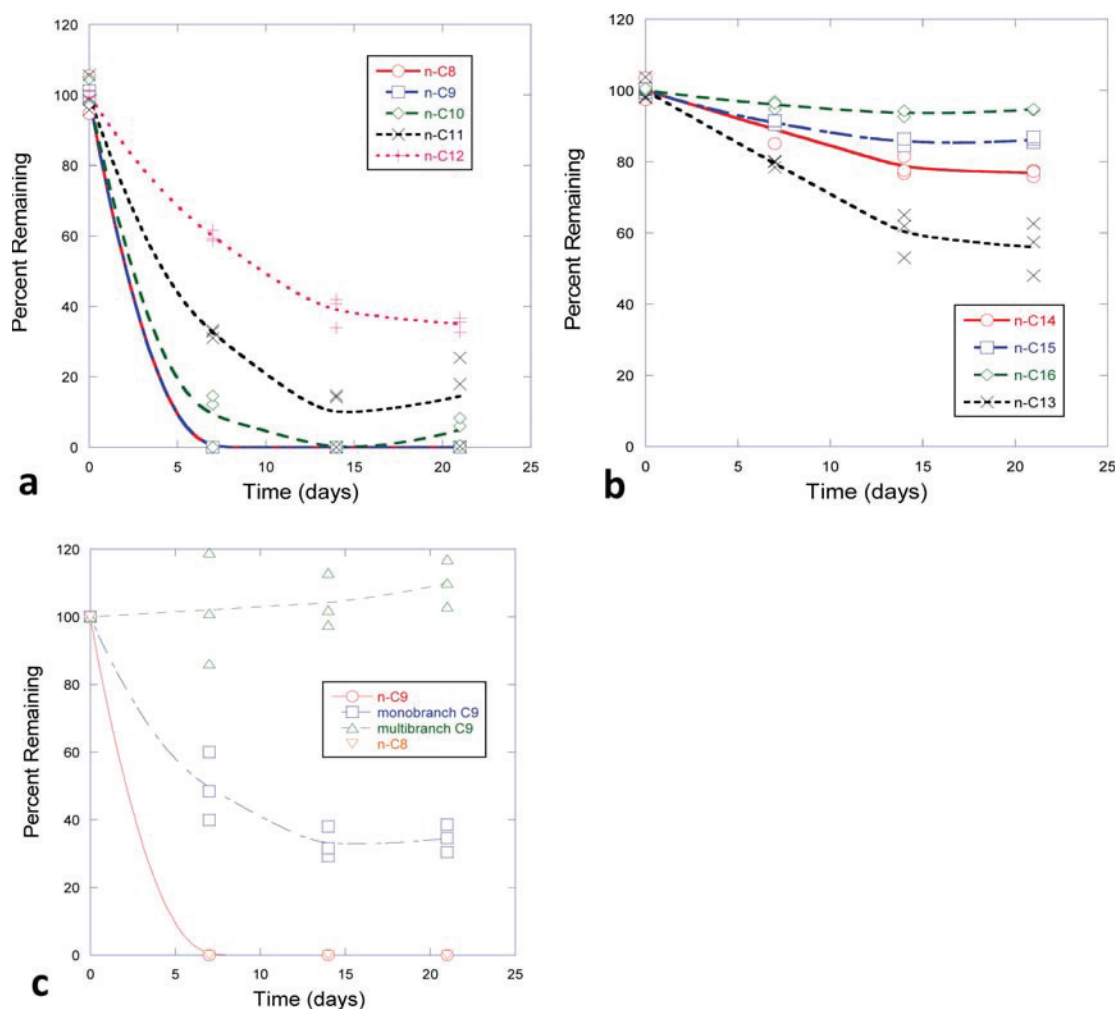 120
100
80
60
40
20
0
Percent Remaining
n-C8
n-C9
n-C10
n-C11
n-C12
0 5 10 15 20 25
Time (days)
a
120
100
80
60
40
20
0
Percent Remaining
n-C14
n-C15
n-C16
n-C13
0 5 10 15 20 25
Time (days)
b
120
100
80
60
40
20
0
Percent Remaining
n-C9
monobranch C9
multibranch C9
n-C8
0 5 10 15 20 25
Time (days)
c